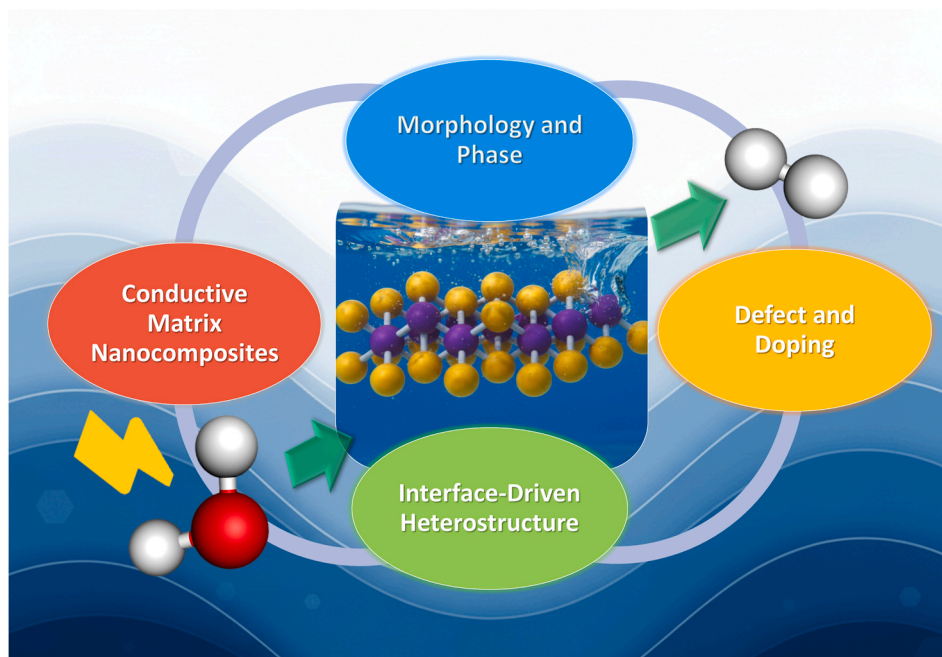 Morphology and
Phase
Conductive
Matrix
Nanocomposites
Defect and
Doping
Interface-Driven
Heterostructure